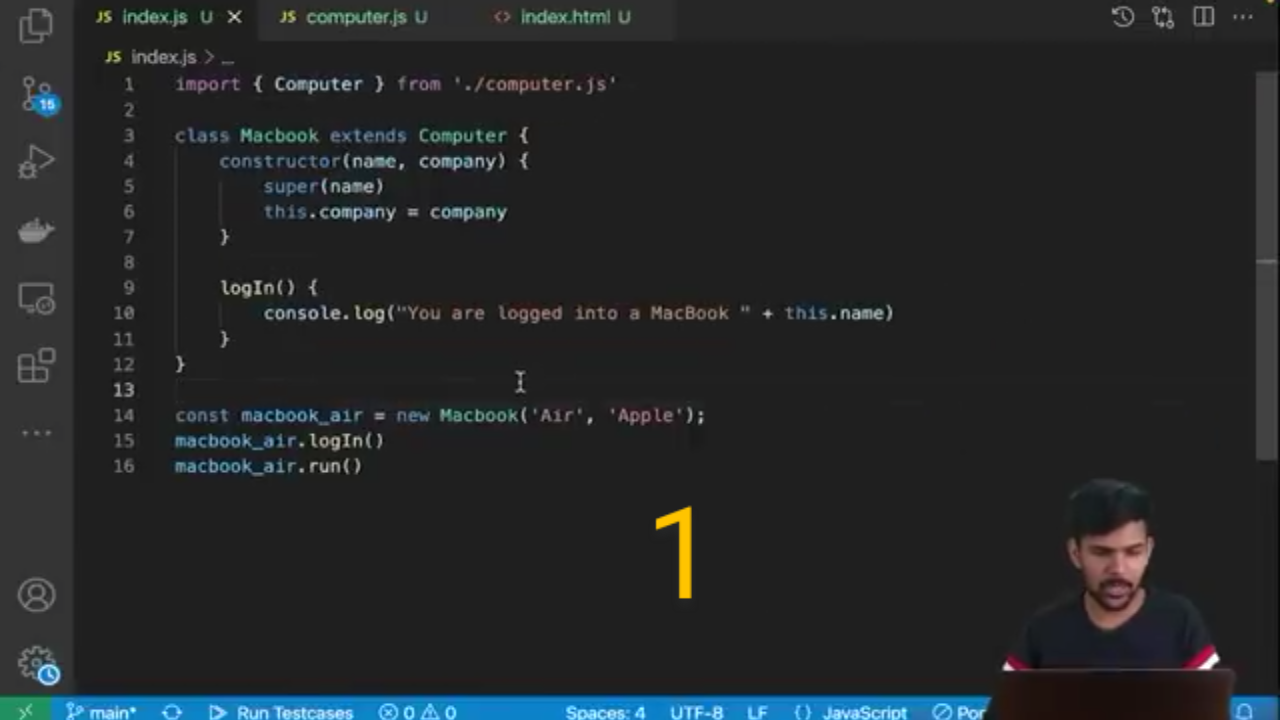 index.js U
computer.js U
index.html U
JS index.js > ...
15
1 import { Computer } from './computer.js'
2
3 class Macbook extends Computer {
4 constructor(name, company) {
5 super(name)
6 this.company = company
7 }
8
9 logIn() {
10 console.log("You are logged into a MacBook " + this.name)
11 }
12 }
13
14 const macbook_air = new Macbook('Air', 'Apple');
15 macbook_air.logIn()
16 macbook_air.run()
1
main* Run Testcases 0 0 Spaces: 4 UTF-8 LF {} JavaScript